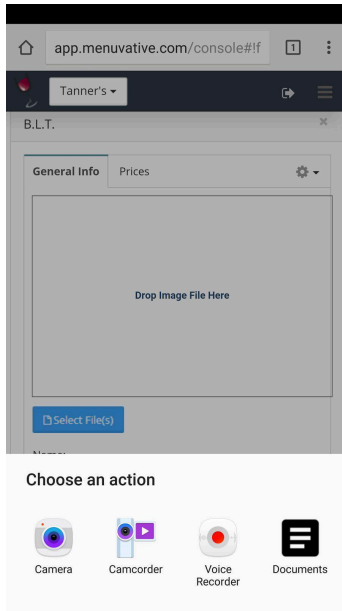 app.menuvative.com/console#!f
1
Tanner's
B.L.T.
General Info
Prices
Drop Image File Here
Select File(s)
Name:
Choose an action
Camera
Camcorder
Voice
Recorder
Documents